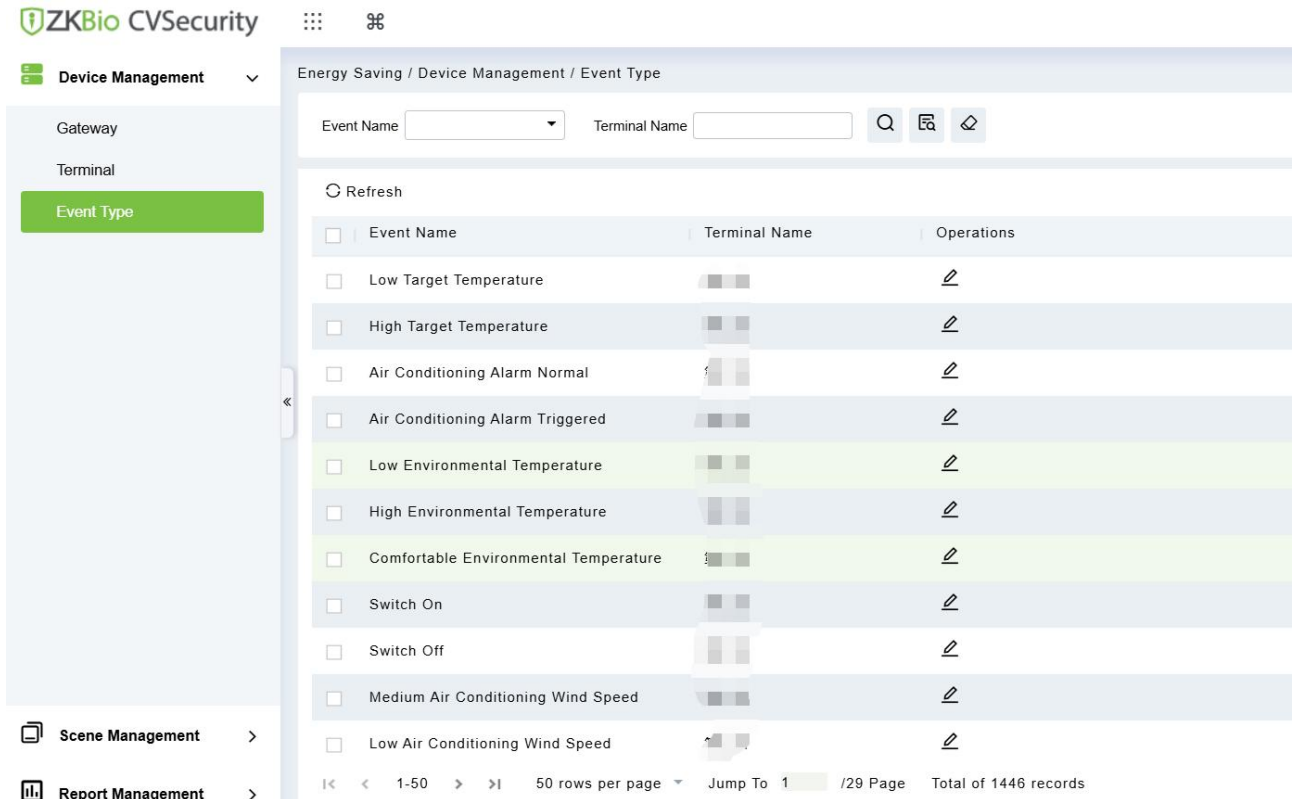 ZKBio CVSecurity
Device Management
Gateway
Terminal
Event Type
Scene Management
Report Management
Energy Saving / Device Management / Event Type
Event Name Terminal Name
Refresh
Event Name Terminal Name Operations
Low Target Temperature
High Target Temperature
Air Conditioning Alarm Normal
Air Conditioning Alarm Triggered
Low Environmental Temperature
High Environmental Temperature
Comfortable Environmental Temperature
Switch On
Switch Off
Medium Air Conditioning Wind Speed
Low Air Conditioning Wind Speed
1-50 50 rows per page Jump To 1 /29 Page Total of 1446 records